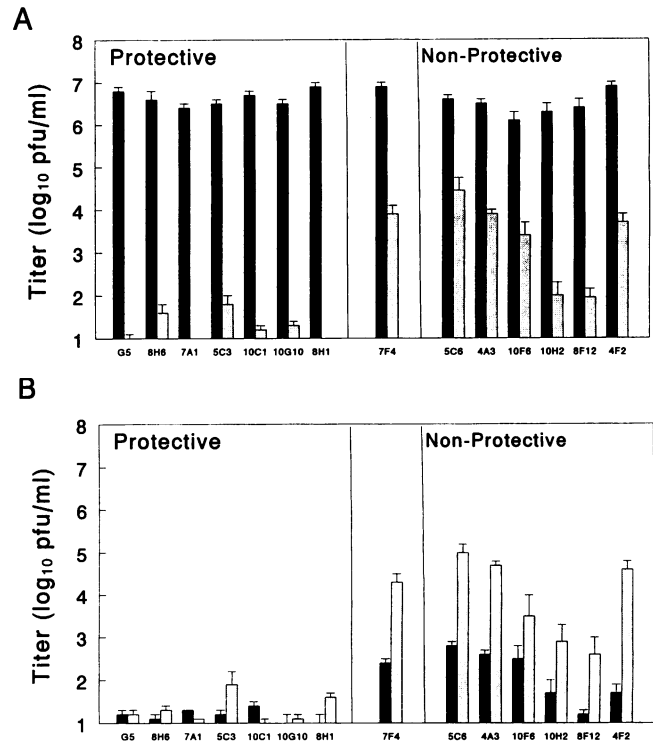 A
Protective
Non-Protective
Titer (log10 pfu/ml)
8
7
6
5
4
3
2
1
G5 8H6 7A1 5C3 10C1 10G10 8H1 7F4 5C6 4A3 10F6 10H2 8F12 4F2
B
Protective
Non-Protective
Titer (log10 pfu/ml)
8
7
6
5
4
3
2
1
G5 8H6 7A1 5C3 10C1 10G10 8H1 7F4 5C6 4A3 10F6 10H2 8F12 4F2